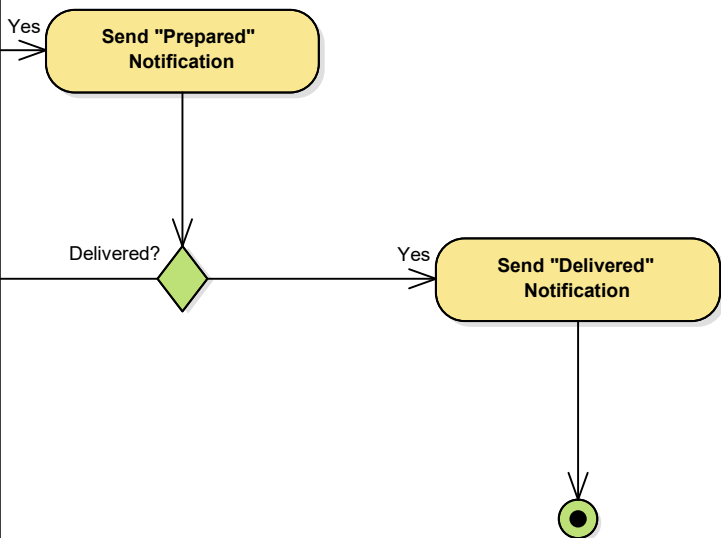 Yes
Send "Prepared"
Notification
Delivered?
Yes
Send "Delivered"
Notification